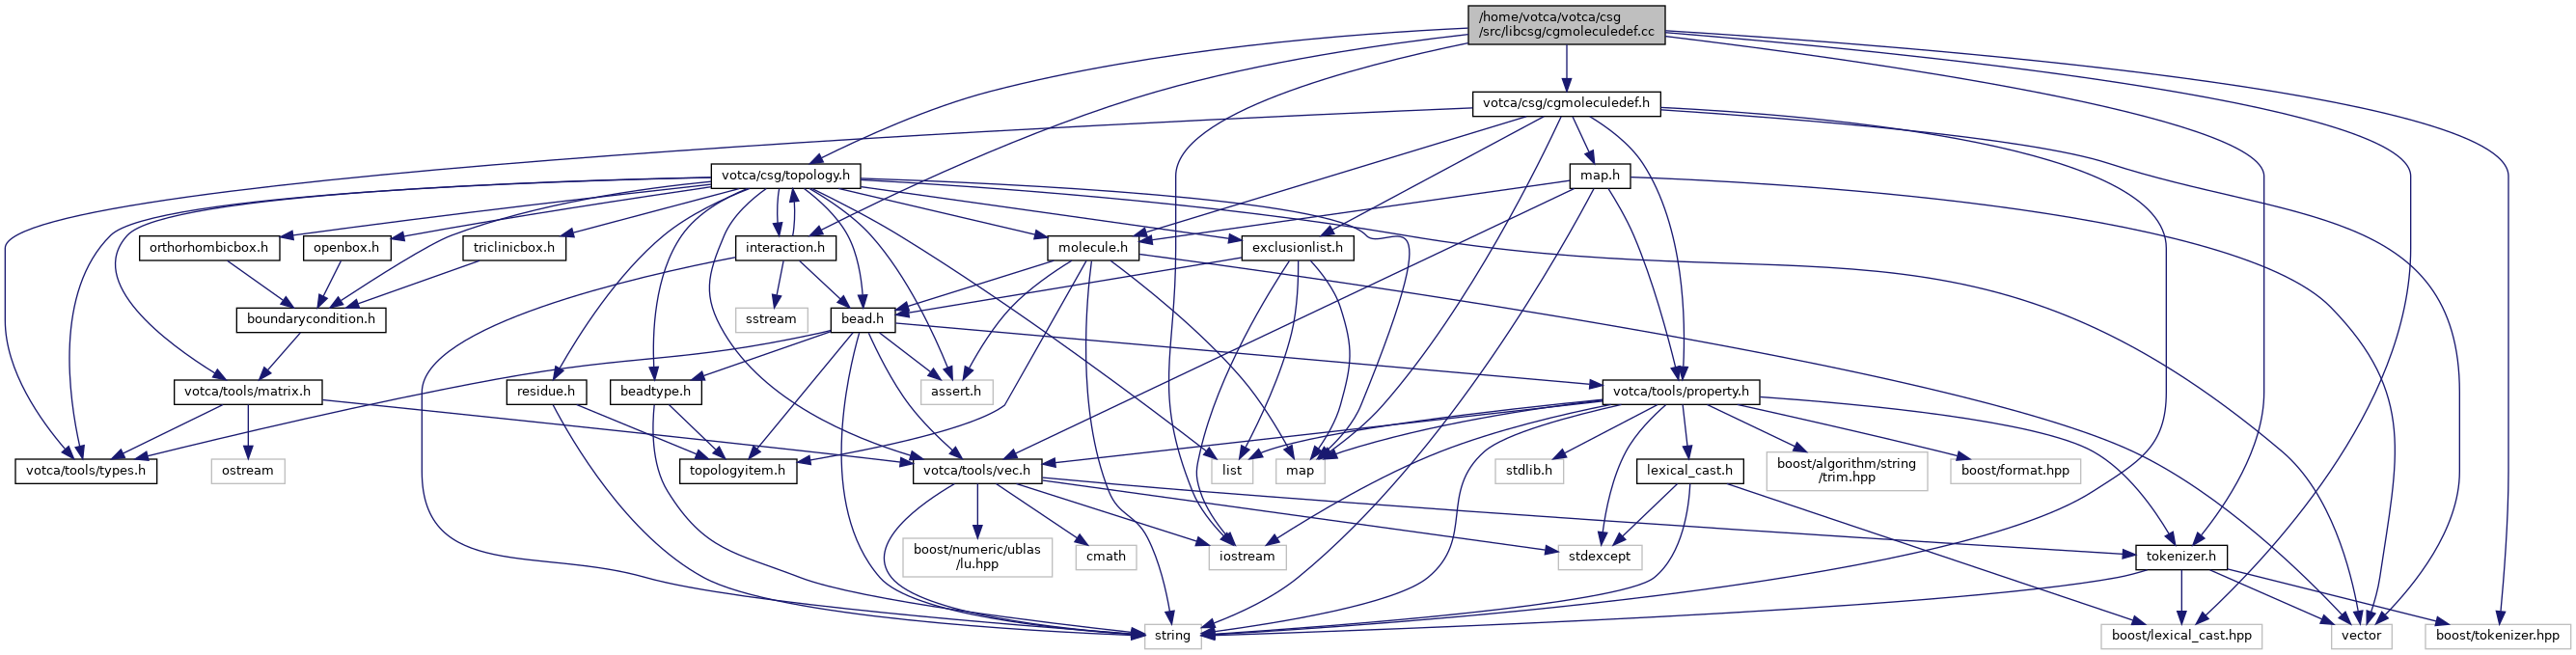 /home/votca/votca/csg
/src/libcsg/cgmoleculedef.cc
votca/csg/cgmoleculedef.h
votca/csg/topology.h
map.h
orthorhombicbox.h
openbox.h
triclinicbox.h
interaction.h
molecule.h
exclusionlist.h
boundarycondition.h
sstream
bead.h
votca/tools/matrix.h
residue.h
beadtype.h
assert.h
votca/tools/property.h
votca/tools/types.h
ostream
topologyitem.h
votca/tools/vec.h
list
map
stdlib.h
lexical_cast.h
boost/algorithm/string
/trim.hpp
boost/format.hpp
boost/numeric/ublas
/lu.hpp
cmath
iostream
stdexcept
tokenizer.h
string
boost/lexical_cast.hpp
vector
boost/tokenizer.hpp